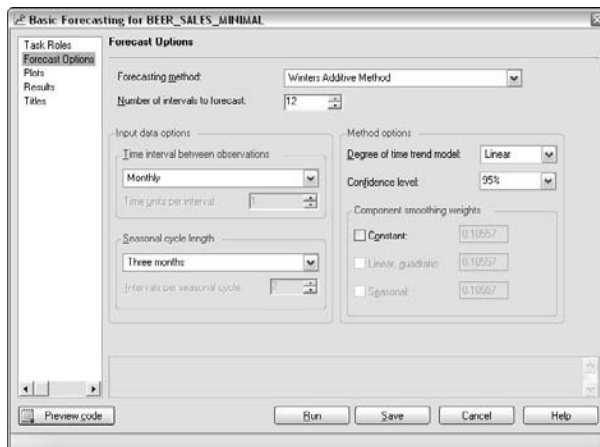 Basic Forecasting for BEER_SALES_MINIMAL
Task Roles
Forecast Options
Plots
Results
Titles
Forecast Options
Forecasting method:
Winters Additive Method
Number of intervals to forecast:
12
Input data options
Time interval between observations
Monthly
Time units per interval:
1
Seasonal cycle length
Three months
Intervals per seasonal cycle:
Method options
Degree of time trend model:
Linear
Confidence level:
95%
Component smoothing weights
Constant:
0.10557
Linear, quadratic:
0.10557
Seasonal:
0.10557
Preview code
Run
Save
Cancel
Help